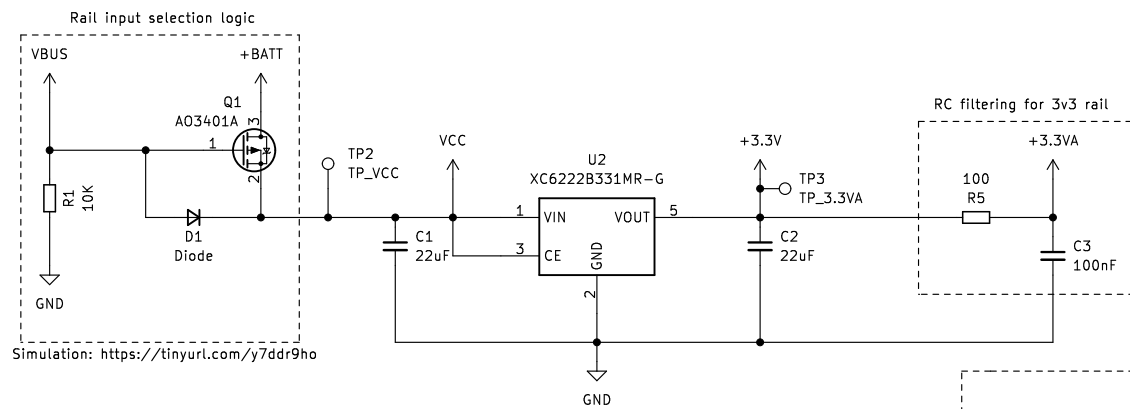 Rail input selection logic
VBUS
+BATT
Q1
AO3401A
3
1
2
R1
10K
D1
Diode
GND
Simulation: https://tinyurl.com/y7ddr9ho
TP2
TP_VCC
VCC
C1
22uF
U2
XC6222B331MR-G
1
VIN
VOUT
5
3
CE
GND
2
GND
+3.3V
TP3
TP_3.3VA
C2
22uF
RC filtering for 3v3 rail
+3.3VA
100
R5
C3
100nF